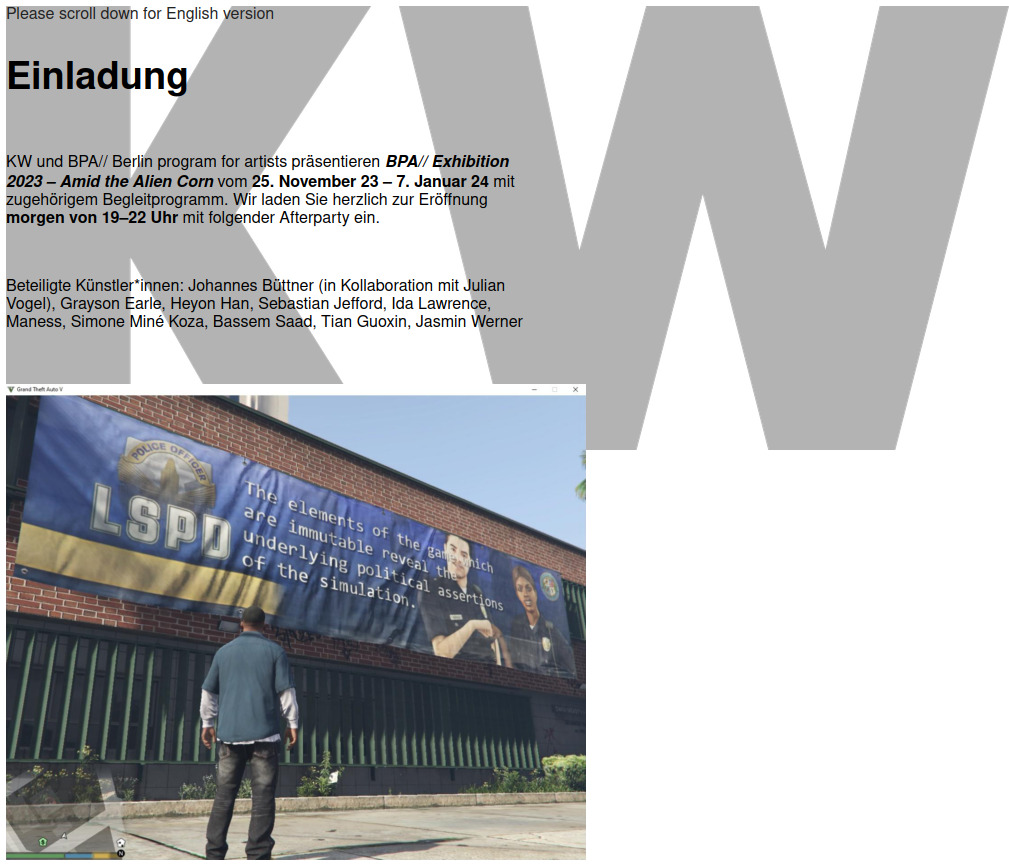 Please scroll down for English version
KW
Einladung
KW und BPA// Berlin program for artists präsentieren BPA// Exhibition
2023 – Amid the Alien Corn vom 25. November 23 – 7. Januar 24 mit
zugehörigem Begleitprogramm. Wir laden Sie herzlich zur Eröffnung
morgen von 19–22 Uhr mit folgender Afterparty ein.
Beteiligte Künstler*innen: Johannes Büttner (in Kollaboration mit Julian
Vogel), Grayson Earle, Heyon Han, Sebastian Jefford, Ida Lawrence,
Maness, Simone Miné Koza, Bassem Saad, Tian Guoxin, Jasmin Werner
Grand Theft Auto V
POLICE OFFICER
LSPD
The elements of the game which
are immutable reveal the
underlying political assertions
of the simulation.
N